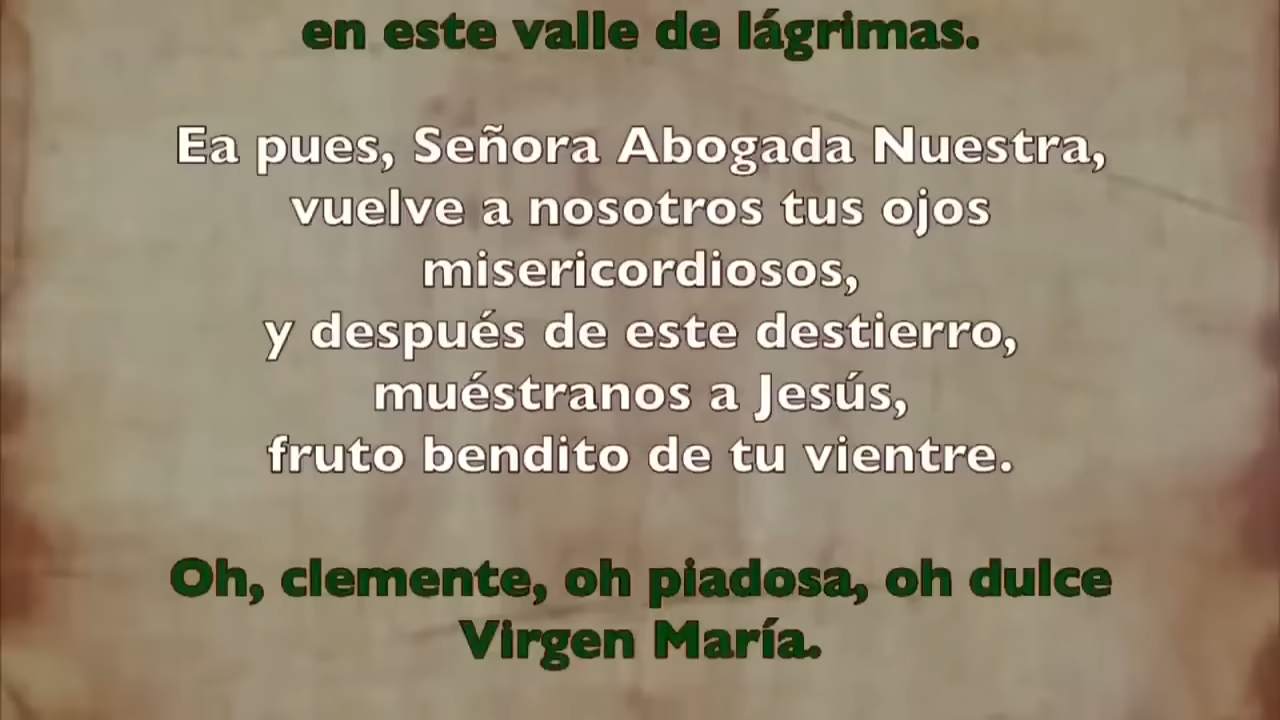 en este valle de lágrimas.
Ea pues, Señora Abogada Nuestra,
vuelve a nosotros tus ojos
misericordiosos,
y después de este destierro,
muéstranos a Jesús,
fruto bendito de tu vientre.
Oh, clemente, oh piadosa, oh dulce
Virgen María.